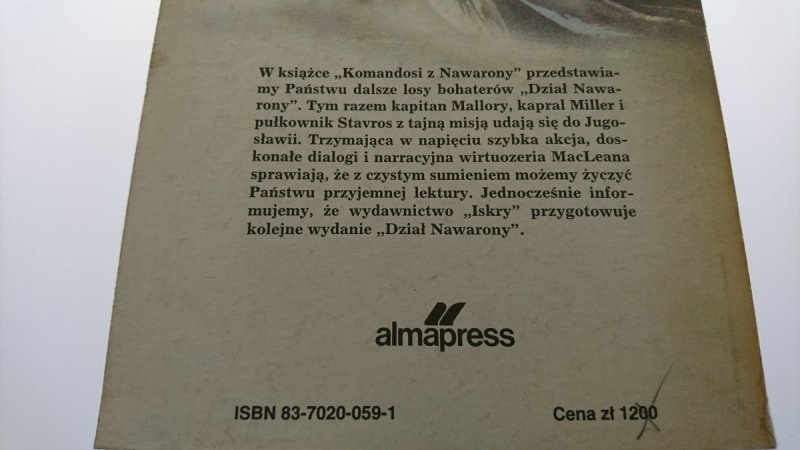 W książce „Komandosi z Nawarony” przedstawia-
my Państwu dalsze losy bohaterów „Dział Nawa-
rony”. Tym razem kapitan Mallory, kapral Miller i
pułkownik Stavros z tajną misją udają się do Jugo-
sławii. Trzymająca w napięciu szybka akcja, dos-
konałe dialogi i narracyjna wirtuozeria MacLeana
sprawiają, że z czystym sumieniem możemy życzyć
Państwu przyjemnej lektury. Jednocześnie infor-
mujemy, że wydawnictwo „Iskry” przygotowuje
kolejne wydanie „Dział Nawarony”.
almapress
ISBN 83-7020-059-1 Cena zł 1200